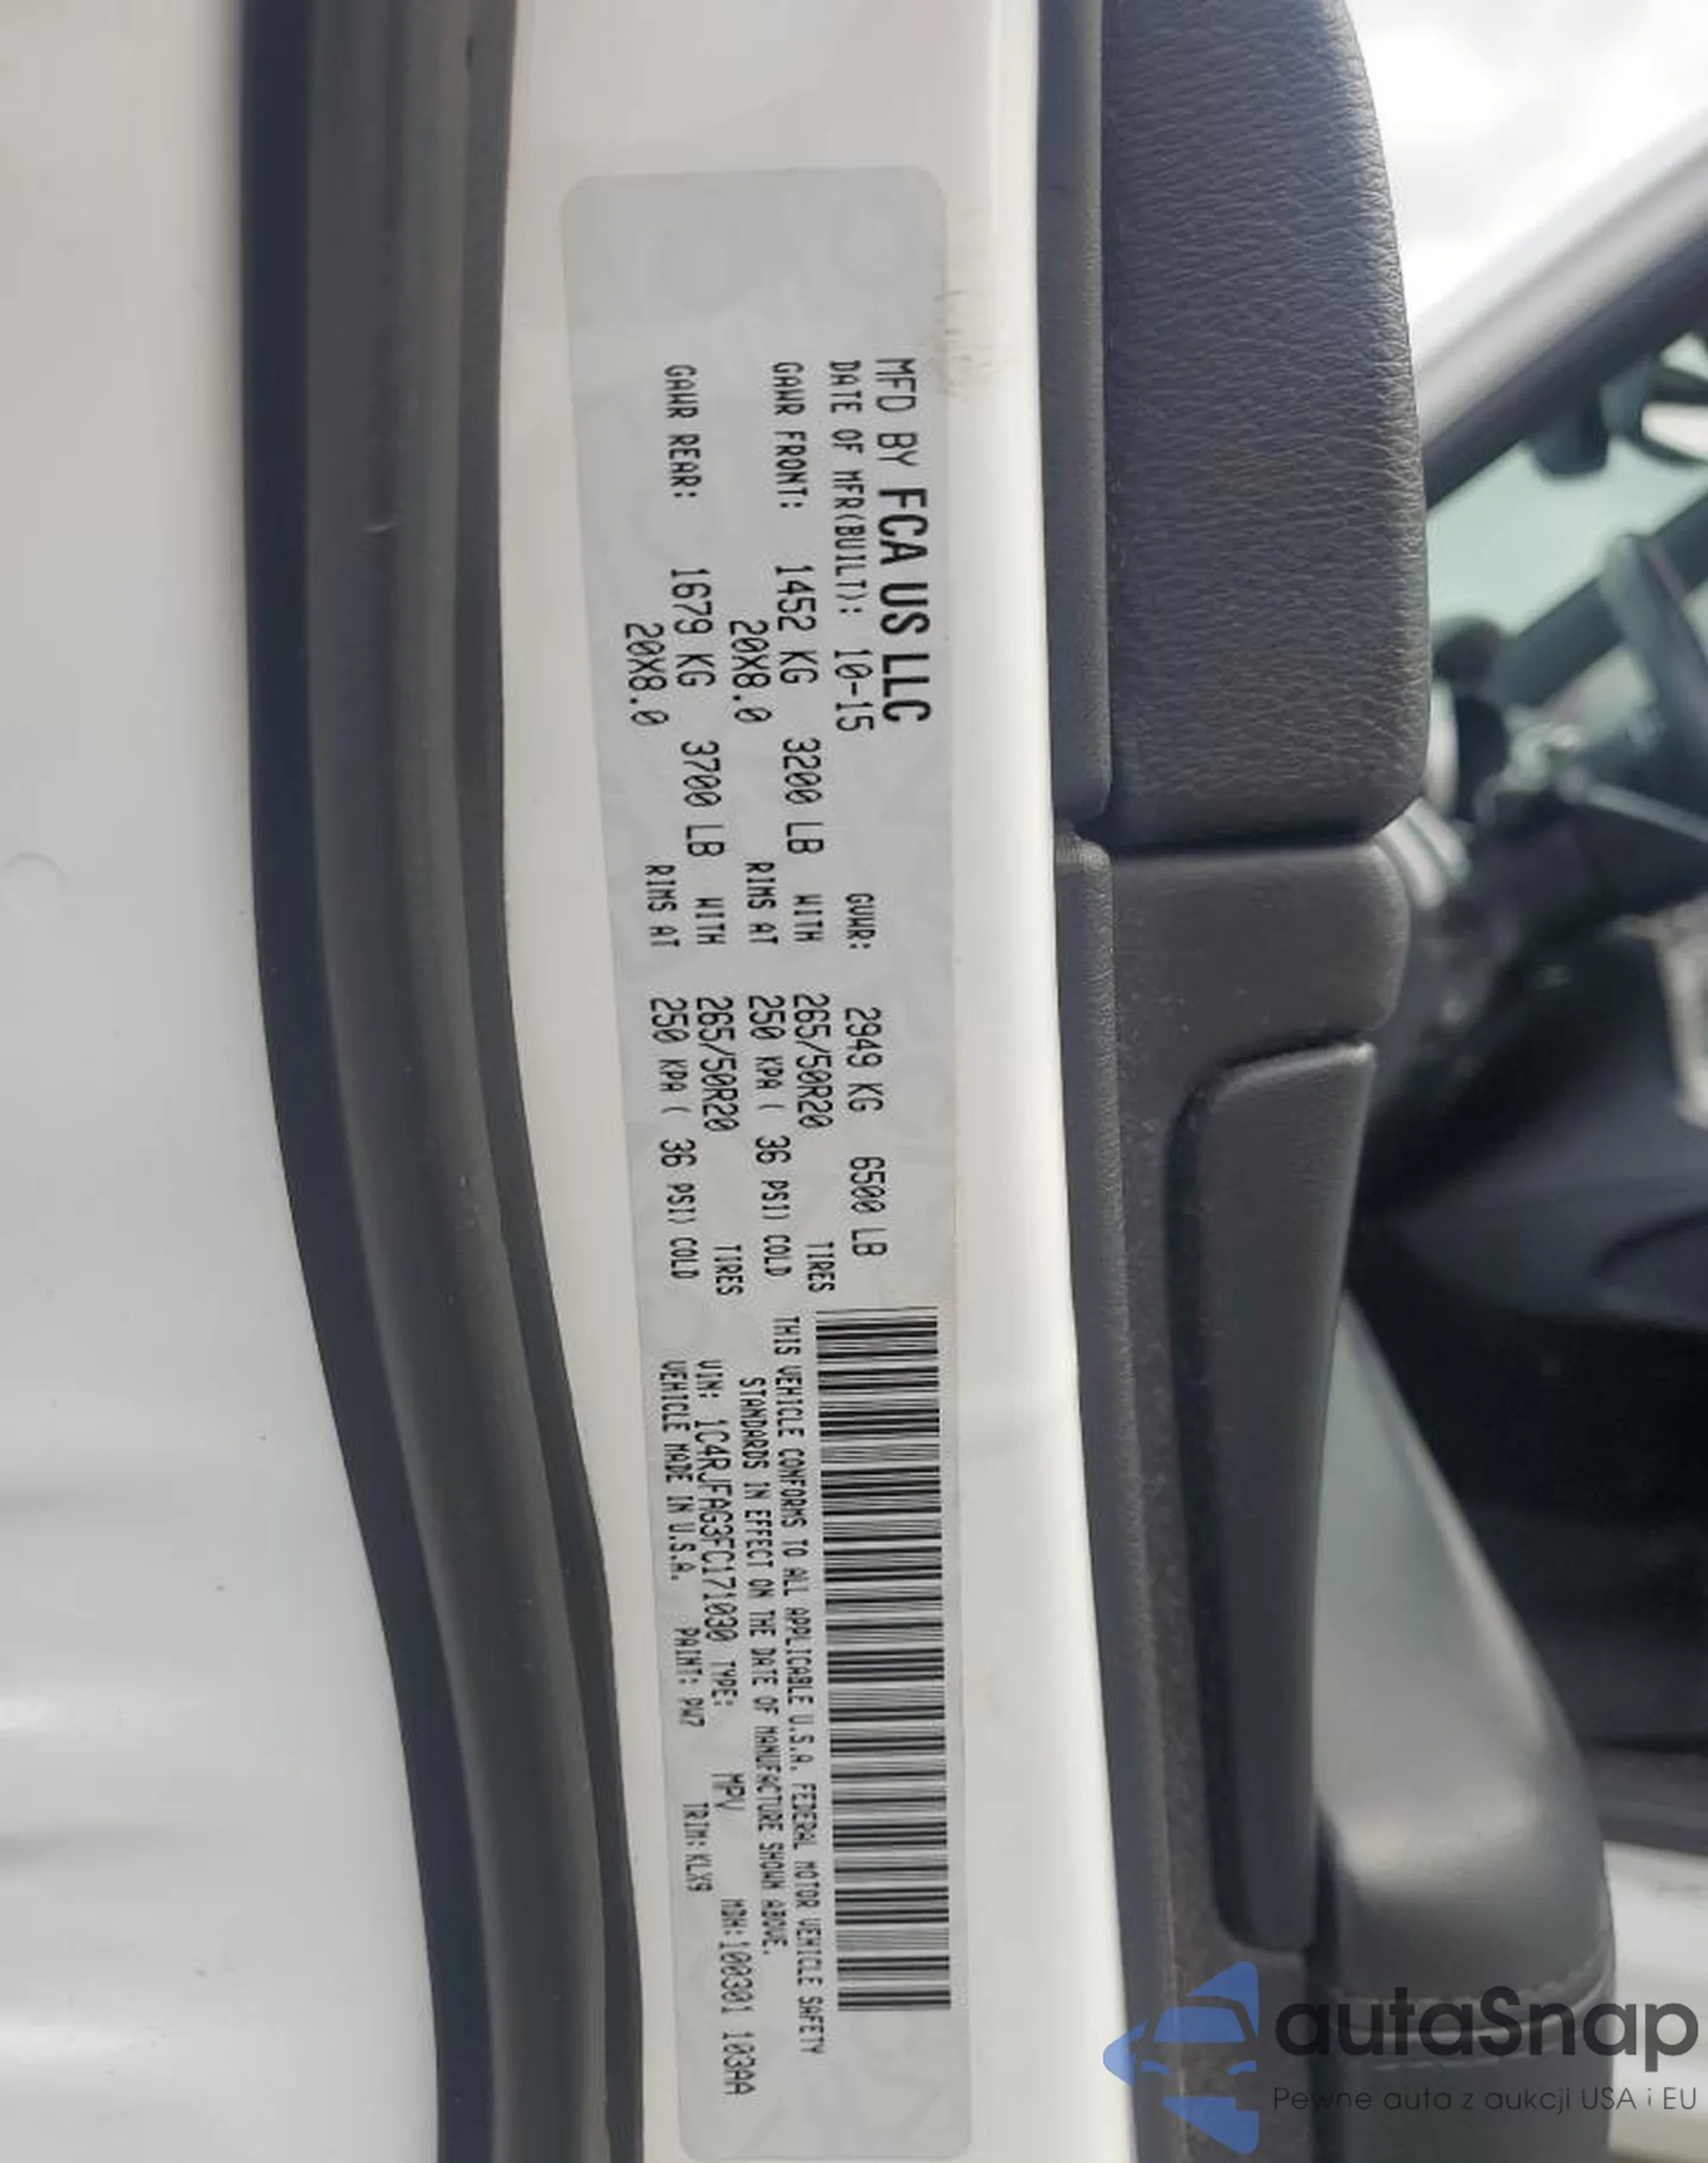 MFD BY FCA US LLC
DATE OF MFR(BUILT): 10-15 GVWR: 2949 KG 6500 LB
GAWR FRONT: 1452 KG 3200 LB WITH 265/50R20 TIRES
20X8.0 RIMS AT 250 KPA ( 36 PSI) COLD
GAWR REAR: 1679 KG 3700 LB WITH 265/50R20 TIRES
20X8.0 RIMS AT 250 KPA ( 36 PSI) COLD
THIS VEHICLE CONFORMS TO ALL APPLICABLE U.S.A. FEDERAL MOTOR VEHICLE SAFETY
STANDARDS IN EFFECT ON THE DATE OF MANUFACTURE SHOWN ABOVE.
VIN: 1C4RJFAG3FC171030 TYPE: MPV MDH:100301 103AA
VEHICLE MADE IN U.S.A. PAINT: PW7 TRIM:KLX9
autaSnap
Pewne auta z aukcji USA i EU